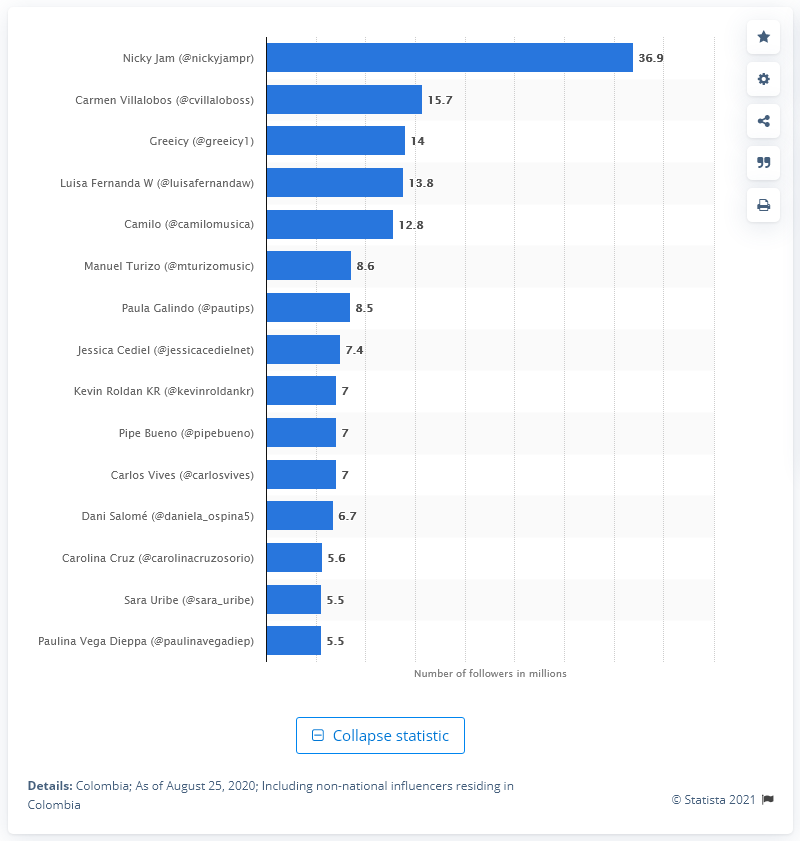 Nicky Jam (@nickyjampr) 36.9
Carmen Villalobos (@cvillaloboss) 15.7
Greeicy (@greeicy1) 14
Luisa Fernanda W (@luisafernandaw) 13.8
Camilo (@camilomusica) 12.8
Manuel Turizo (@mturizomusic) 8.6
Paula Galindo (@pautips) 8.5
Jessica Cediel (@jessicacedielnet) 7.4
Kevin Roldan KR (@kevinroldankr) 7
Pipe Bueno (@pipebueno) 7
Carlos Vives (@carlosvives) 7
Dani Salomé (@daniela_ospina5) 6.7
Carolina Cruz (@carolinacruzosorio) 5.6
Sara Uribe (@sara_uribe) 5.5
Paulina Vega Dieppa (@paulinavegadiep) 5.5
Number of followers in millions
Collapse statistic
Details: Colombia; As of August 25, 2020; Including non-national influencers residing in
Colombia
© Statista 2021